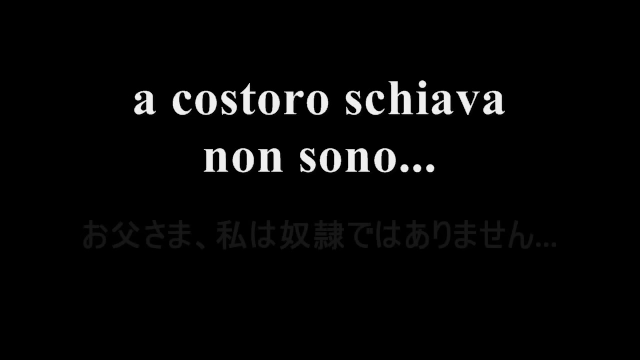 a costoro schiava
non sono...
お父さま、私は奴隷ではありません...